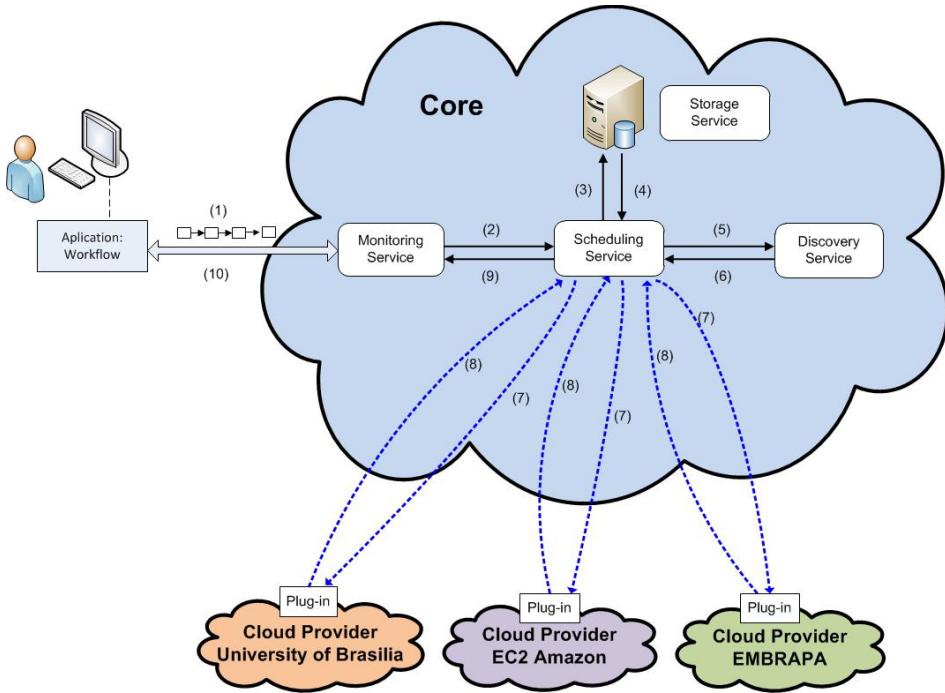 Core
Storage
Service
(3)
(4)
(1)
Aplication:
Workflow
(10)
Monitoring
Service
(2)
(9)
Scheduling
Service
(5)
(6)
Discovery
Service
(8)
(7)
(8)
(7)
(8)
(7)
Plug-in
Cloud Provider
University of Brasilia
Plug-in
Cloud Provider
EC2 Amazon
Plug-in
Cloud Provider
EMBRAPA